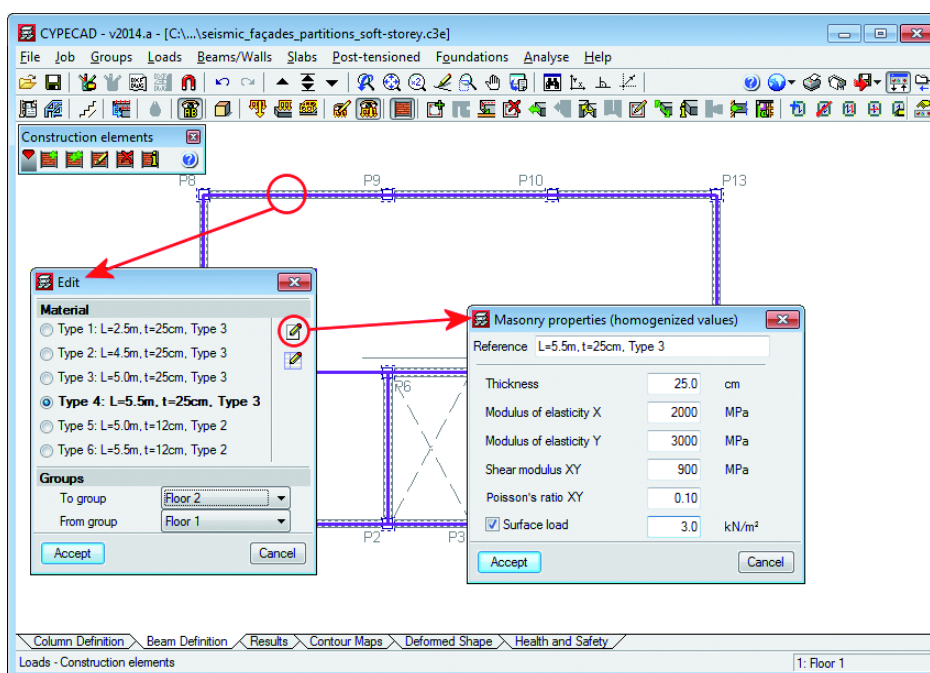 CYPECAD - v2014.a - [C:\...\seismic_façades_partitions_soft-storey.c3e]
File Job Groups Loads Beams/Walls Slabs Post-tensioned Foundations Analyse Help
Construction elements
P8 P9 P10 P13
Edit
Material
Type 1: L=2.5m, t=25cm, Type 3
Type 2: L=4.5m, t=25cm, Type 3
Type 3: L=5.0m, t=25cm, Type 3
Type 4: L=5.5m, t=25cm, Type 3
Type 5: L=5.0m, t=12cm, Type 2
Type 6: L=5.5m, t=12cm, Type 2
Groups
To group Floor 2
From group Floor 1
Accept Cancel
P6
P2 P3
Masonry properties (homogenized values)
Reference L=5.5m, t=25cm, Type 3
Thickness 25.0 cm
Modulus of elasticity X 2000 MPa
Modulus of elasticity Y 3000 MPa
Shear modulus XY 900 MPa
Poisson's ratio XY 0.10
Surface load 3.0 kN/m²
Accept Cancel
Column Definition Beam Definition Results Contour Maps Deformed Shape Health and Safety
Loads - Construction elements 1: Floor 1